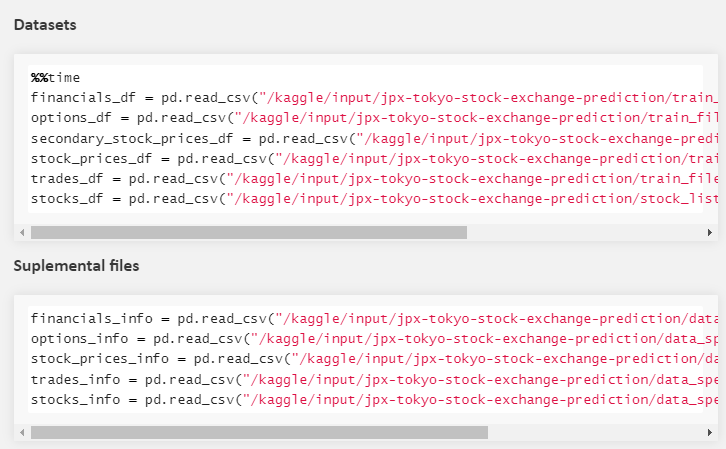 Datasets
%%time
financials_df = pd.read_csv("/kaggle/input/jpx-tokyo-stock-exchange-prediction/train_
options_df = pd.read_csv("/kaggle/input/jpx-tokyo-stock-exchange-prediction/train_fil
secondary_stock_prices_df = pd.read_csv("/kaggle/input/jpx-tokyo-stock-exchange-predi
stock_prices_df = pd.read_csv("/kaggle/input/jpx-tokyo-stock-exchange-prediction/trai
trades_df = pd.read_csv("/kaggle/input/jpx-tokyo-stock-exchange-prediction/train_file
stocks_df = pd.read_csv("/kaggle/input/jpx-tokyo-stock-exchange-prediction/stock_list
Suplemental files
financials_info = pd.read_csv("/kaggle/input/jpx-tokyo-stock-exchange-prediction/data
options_info = pd.read_csv("/kaggle/input/jpx-tokyo-stock-exchange-prediction/data_sp
stock_prices_info = pd.read_csv("/kaggle/input/jpx-tokyo-stock-exchange-prediction/da
trades_info = pd.read_csv("/kaggle/input/jpx-tokyo-stock-exchange-prediction/data_spe
stocks_info = pd.read_csv("/kaggle/input/jpx-tokyo-stock-exchange-prediction/data_spe